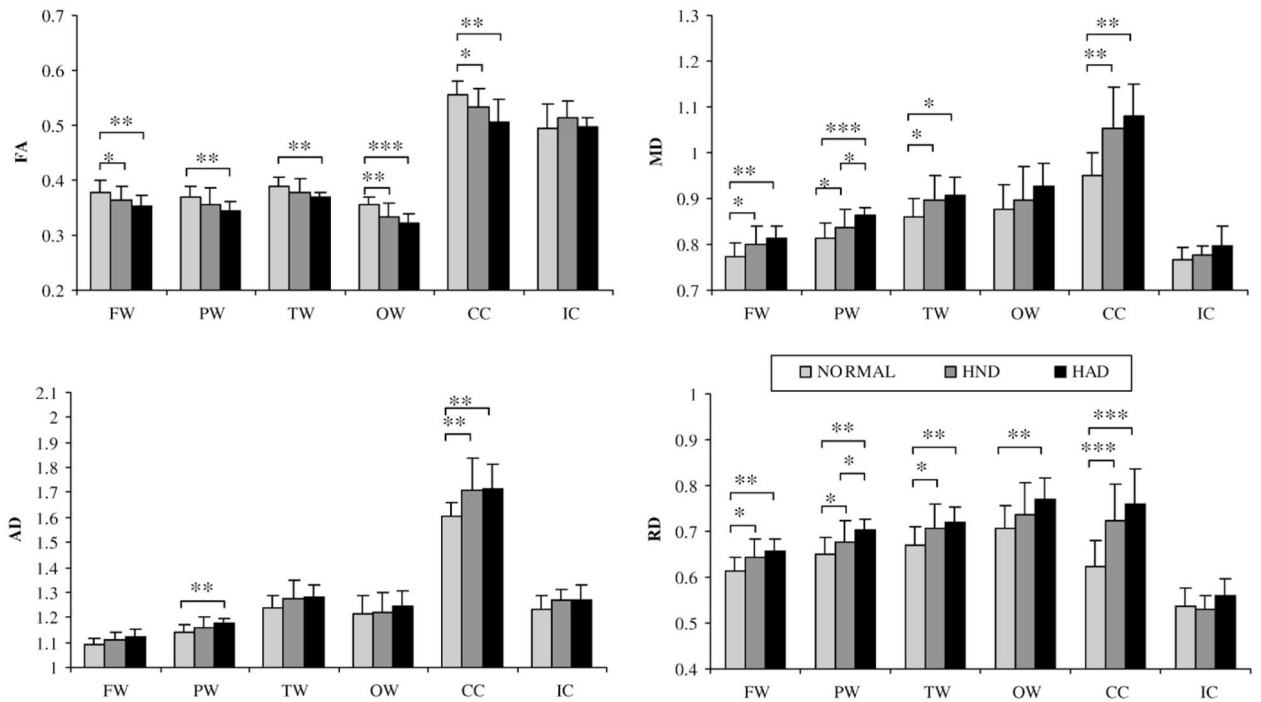 0.7
0.6
0.5
0.4
0.3
0.2
FA
** * ** ** *** ** ** *
FW PW TW OW CC IC
1.3
1.2
1.1
1
0.9
0.8
0.7
MD
** * *** * * * * ** **
FW PW TW OW CC IC
2.1
2
1.9
1.8
1.7
1.6
1.5
1.4
1.3
1.2
1.1
1
AD
** ** **
FW PW TW OW CC IC
NORMAL HND HAD
1
0.9
0.8
0.7
0.6
0.5
0.4
RD
** * ** * * ** * ** *** ***
FW PW TW OW CC IC